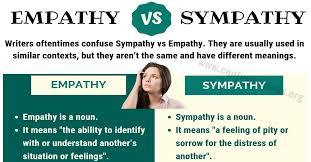 EMPATHY VS SYMPATHY
Writers oftentimes confuse Sympathy vs Empathy. They are usually used in
similar contexts, but they aren't the same and have different meanings.
EMPATHY
• Empathy is a noun.
• It means "the ability to identify
with or understand another's
situation or feelings".
SYMPATHY
• Sympathy is a noun.
• It means "a feeling of pity or
sorrow for the distress of
another".